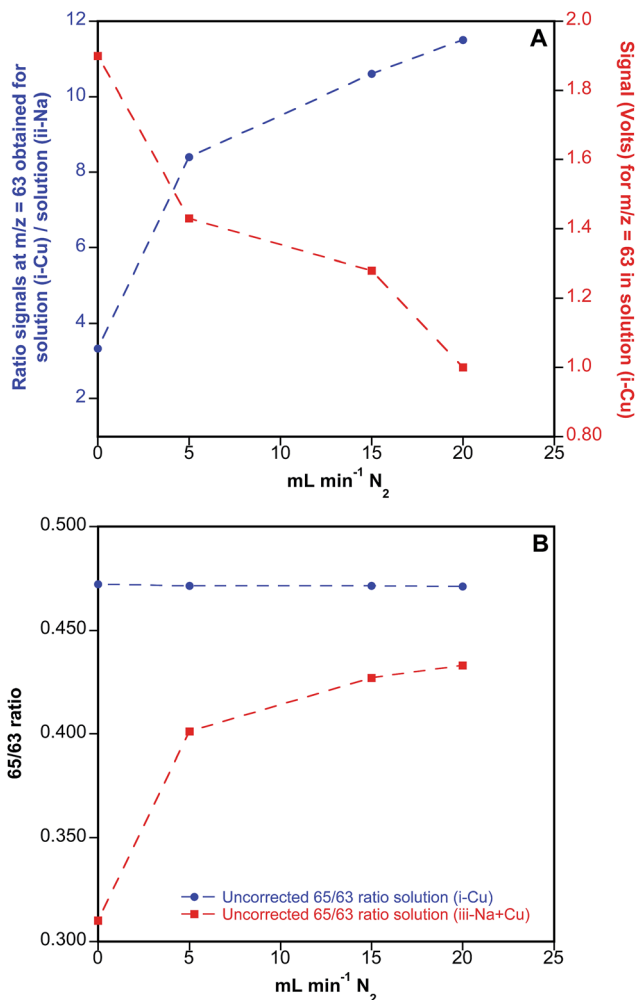 A
Ratio signals at m/z = 63 obtained for
solution (i-Cu) / solution (ii-Na)
12
10
8
6
4
2
2.0
1.8
1.6
1.4
1.2
1.0
0.80
Signal (Volts) for m/z = 63 in solution (i-Cu)
0 5 10 15 20 25
mL min⁻¹ N₂
B
65/63 ratio
0.500
0.450
0.400
0.350
0.300
Uncorrected 65/63 ratio solution (i-Cu)
Uncorrected 65/63 ratio solution (iii-Na+Cu)
0 5 10 15 20 25
mL min⁻¹ N₂